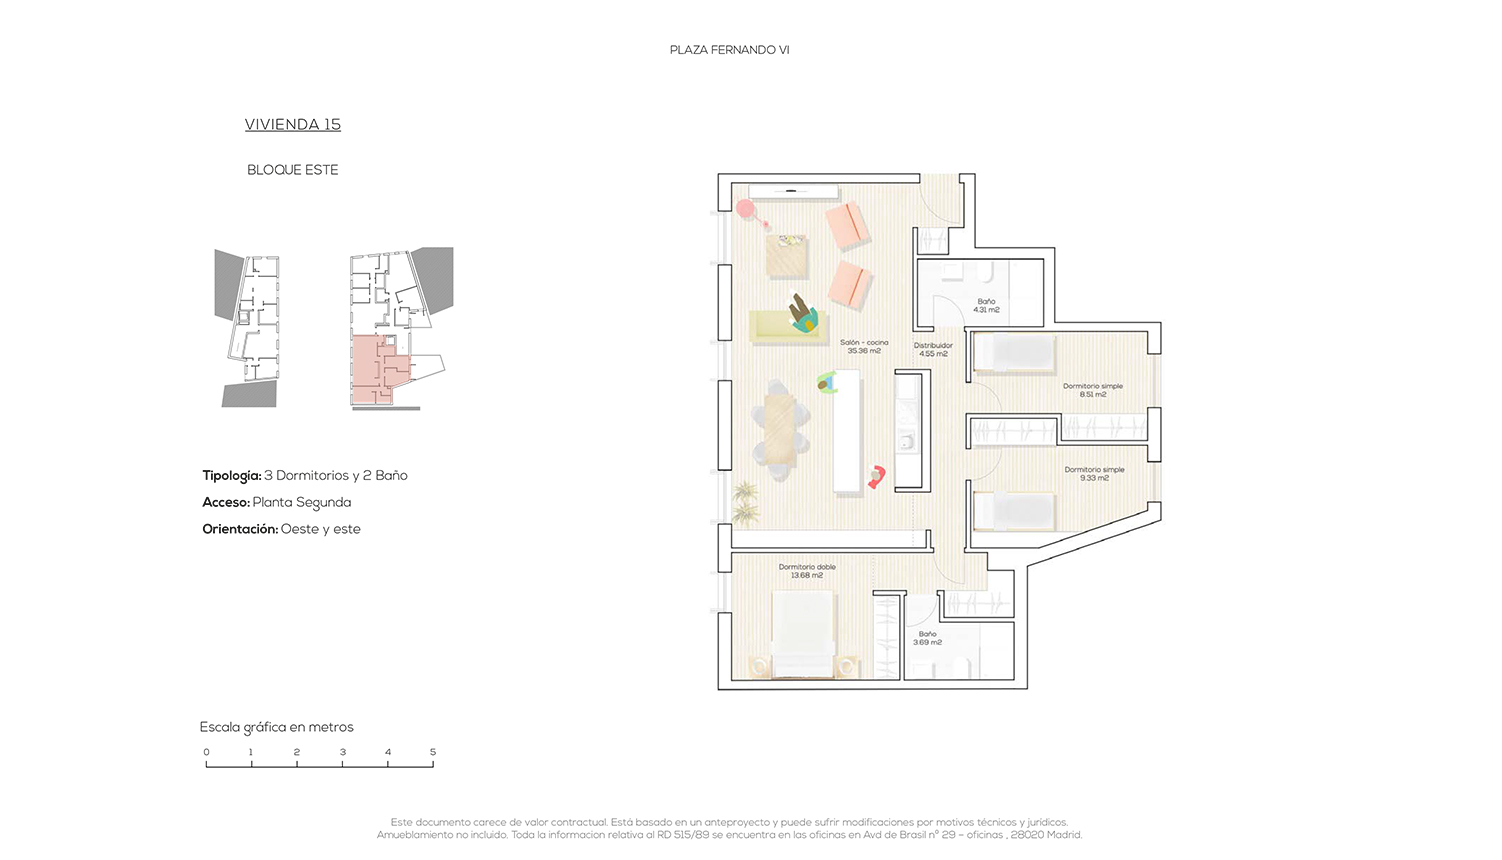 PLAZA FERNANDO VI
VIVIENDA 15
BLOQUE ESTE
Tipología: 3 Dormitorios y 2 Baño
Acceso: Planta Segunda
Orientación: Oeste y este
Escala gráfica en metros
0 1 2 3 4 5
Baño
4.31 m2
Salón - cocina
35.36 m2
Distribuidor
4.55 m2
Dormitorio simple
8.51 m2
Dormitorio simple
9.33 m2
Dormitorio doble
13.68 m2
Baño
3.69 m2
Este documento carece de valor contractual. Está basado en un anteproyecto y puede sufrir modificaciones por motivos técnicos y jurídicos.
Amueblamiento no incluido. Toda la informacion relativa al RD 515/89 se encuentra en las oficinas en Avd de Brasil nº 29 – oficinas , 28020 Madrid.